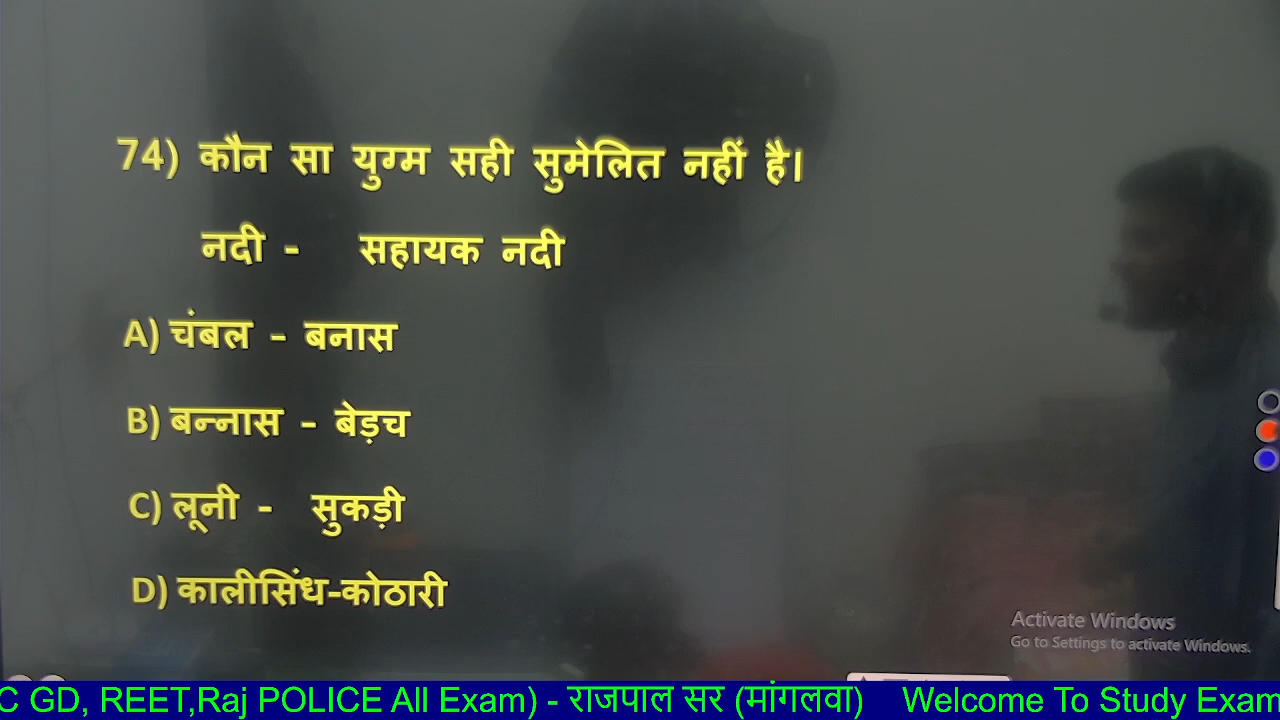 74) कौन सा युग्म सही सुमेलित नहीं है।
नदी - सहायक नदी
A) चंबल - बनास
B) बन्नास - बेड़च
C) लूनी - सुकड़ी
D) कालीसिंध-कोठारी
Activate Windows
Go to Settings to activate Windows.
C GD, REET,Raj POLICE All Exam) - राजपाल सर (मांगलवा) Welcome To Study Exam